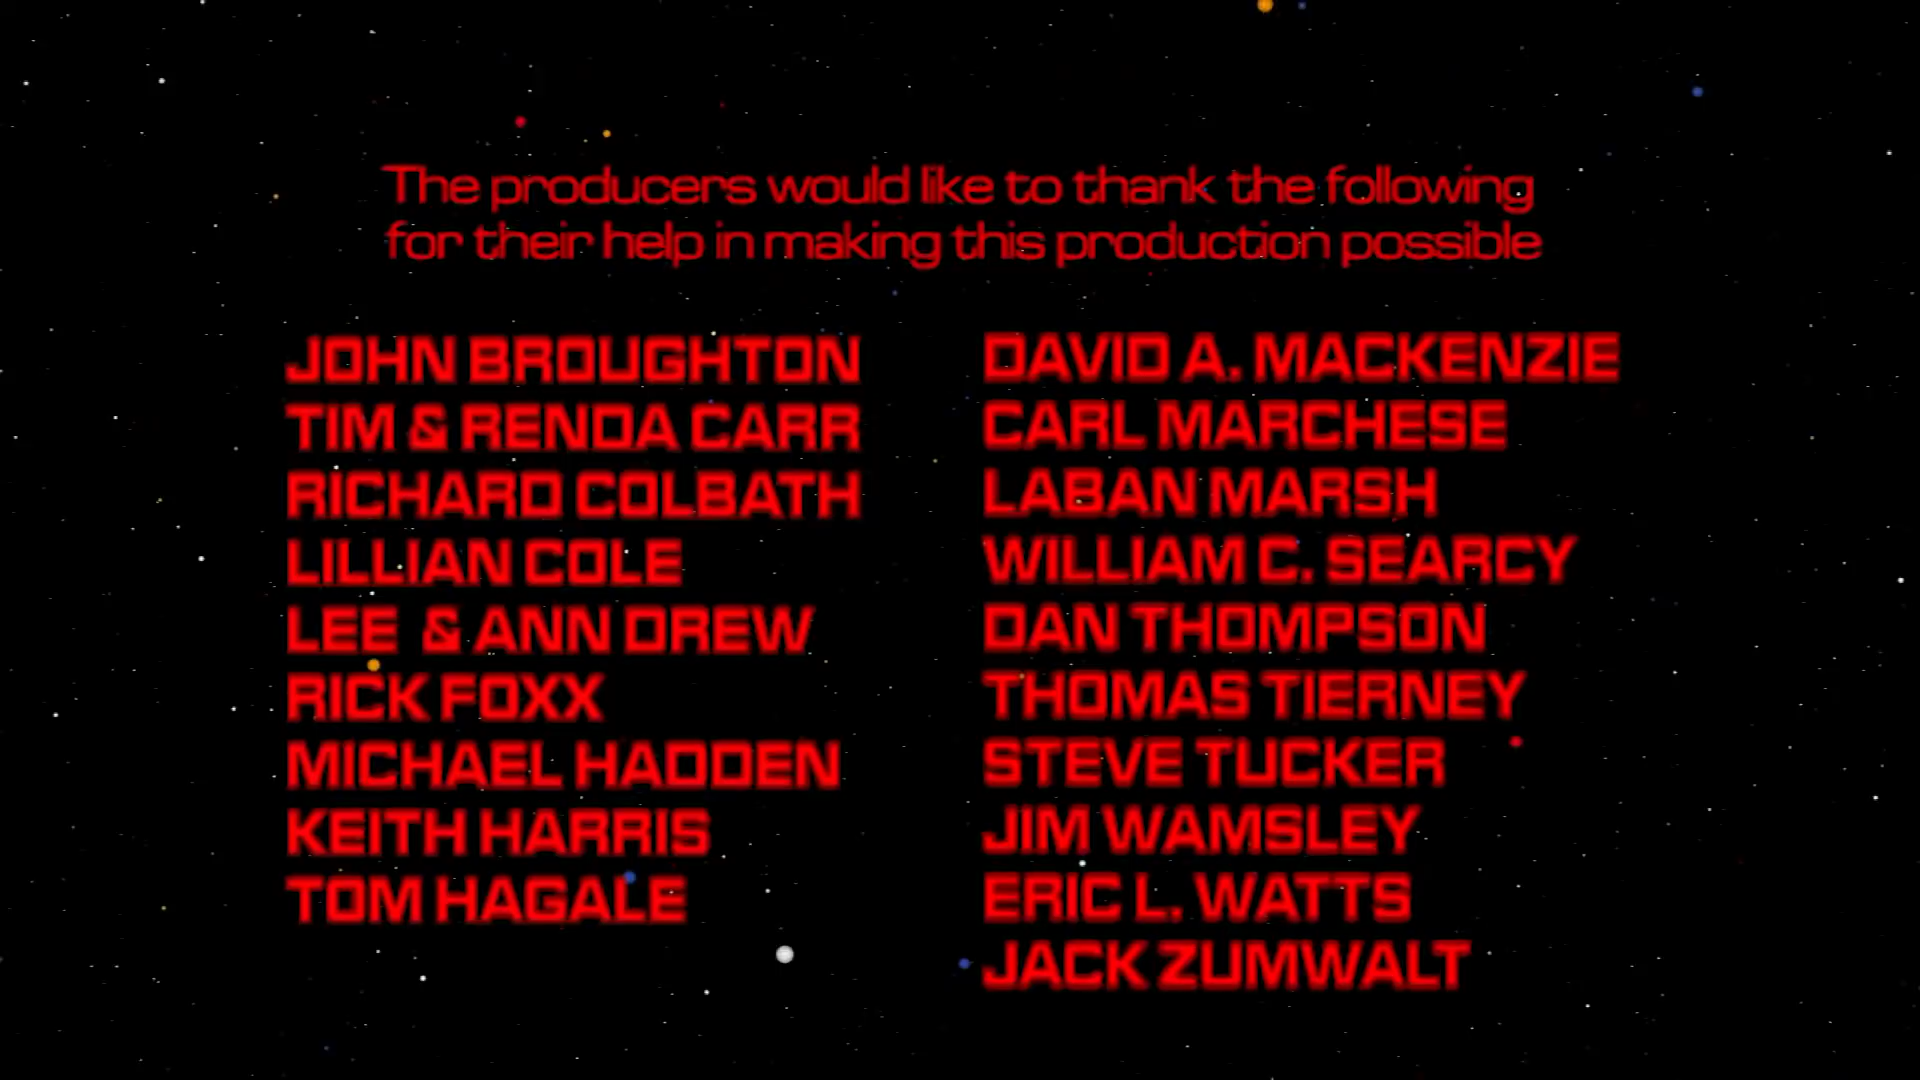 The producers would like to thank the following
for their help in making this production possible
JOHN BROUGHTON
TIM & RENDA CARR
RICHARD COLBATH
LILLIAN COLE
LEE & ANN DREW
RICK FOXX
MICHAEL HADDEN
KEITH HARRIS
TOM HAGALE
DAVID A. MACKENZIE
CARL MARCHESE
LABAN MARSH
WILLIAM C. SEARCY
DAN THOMPSON
THOMAS TIERNEY
STEVE TUCKER
JIM WAMSLEY
ERIC L. WATTS
JACK ZUMWALT